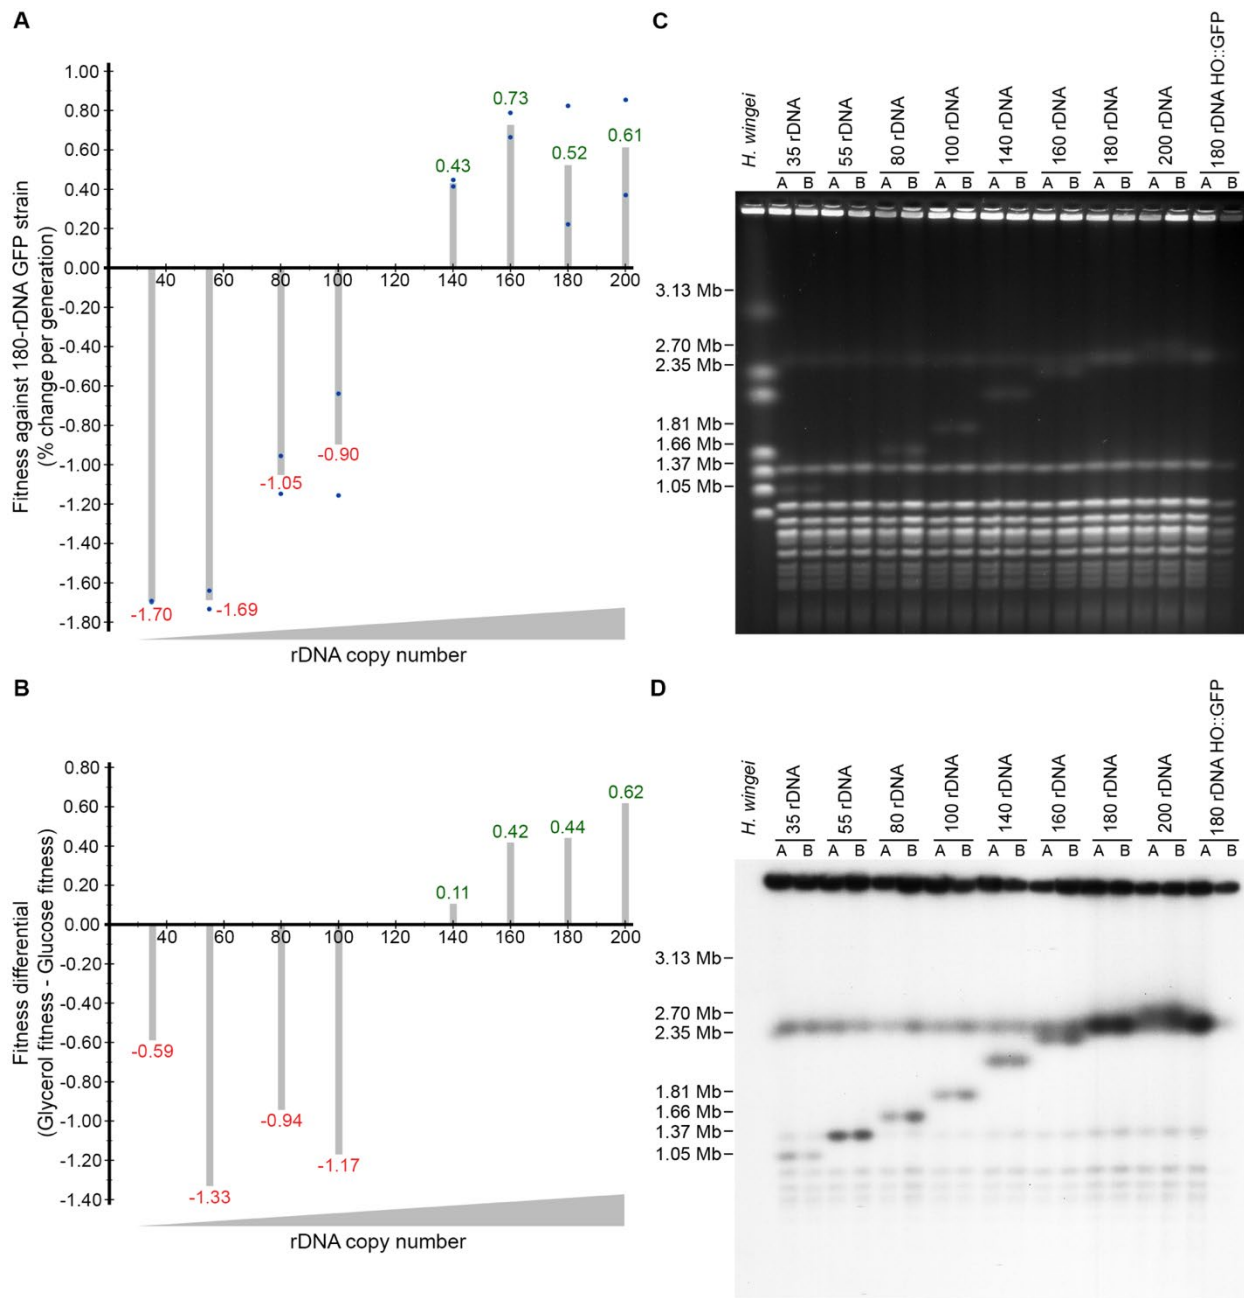 A
Fitness against 180-rDNA GFP strain
(% change per generation)
1.00
0.80
0.60
0.40
0.20
0.00
-0.20
-0.40
-0.60
-0.80
-1.00
-1.20
-1.40
-1.60
-1.80
40 60 80 100 120 140 160 180 200
-1.70
-1.69
-1.05
-0.90
0.43
0.73
0.52
0.61
rDNA copy number
B
Fitness differential
(Glycerol fitness - Glucose fitness)
0.80
0.60
0.40
0.20
0.00
-0.20
-0.40
-0.60
-0.80
-1.00
-1.20
-1.40
40 60 80 100 120 140 160 180 200
-0.59
-1.33
-0.94
-1.17
0.11
0.42
0.44
0.62
rDNA copy number
C
H. wingei
35 rDNA
55 rDNA
80 rDNA
100 rDNA
140 rDNA
160 rDNA
180 rDNA
200 rDNA
180 rDNA HO::GFP
A B A B A B A B A B A B A B A B A B
3.13 Mb
2.70 Mb
2.35 Mb
1.81 Mb
1.66 Mb
1.37 Mb
1.05 Mb
D
H. wingei
35 rDNA
55 rDNA
80 rDNA
100 rDNA
140 rDNA
160 rDNA
180 rDNA
200 rDNA
180 rDNA HO::GFP
A B A B A B A B A B A B A B A B A B
3.13 Mb
2.70 Mb
2.35 Mb
1.81 Mb
1.66 Mb
1.37 Mb
1.05 Mb